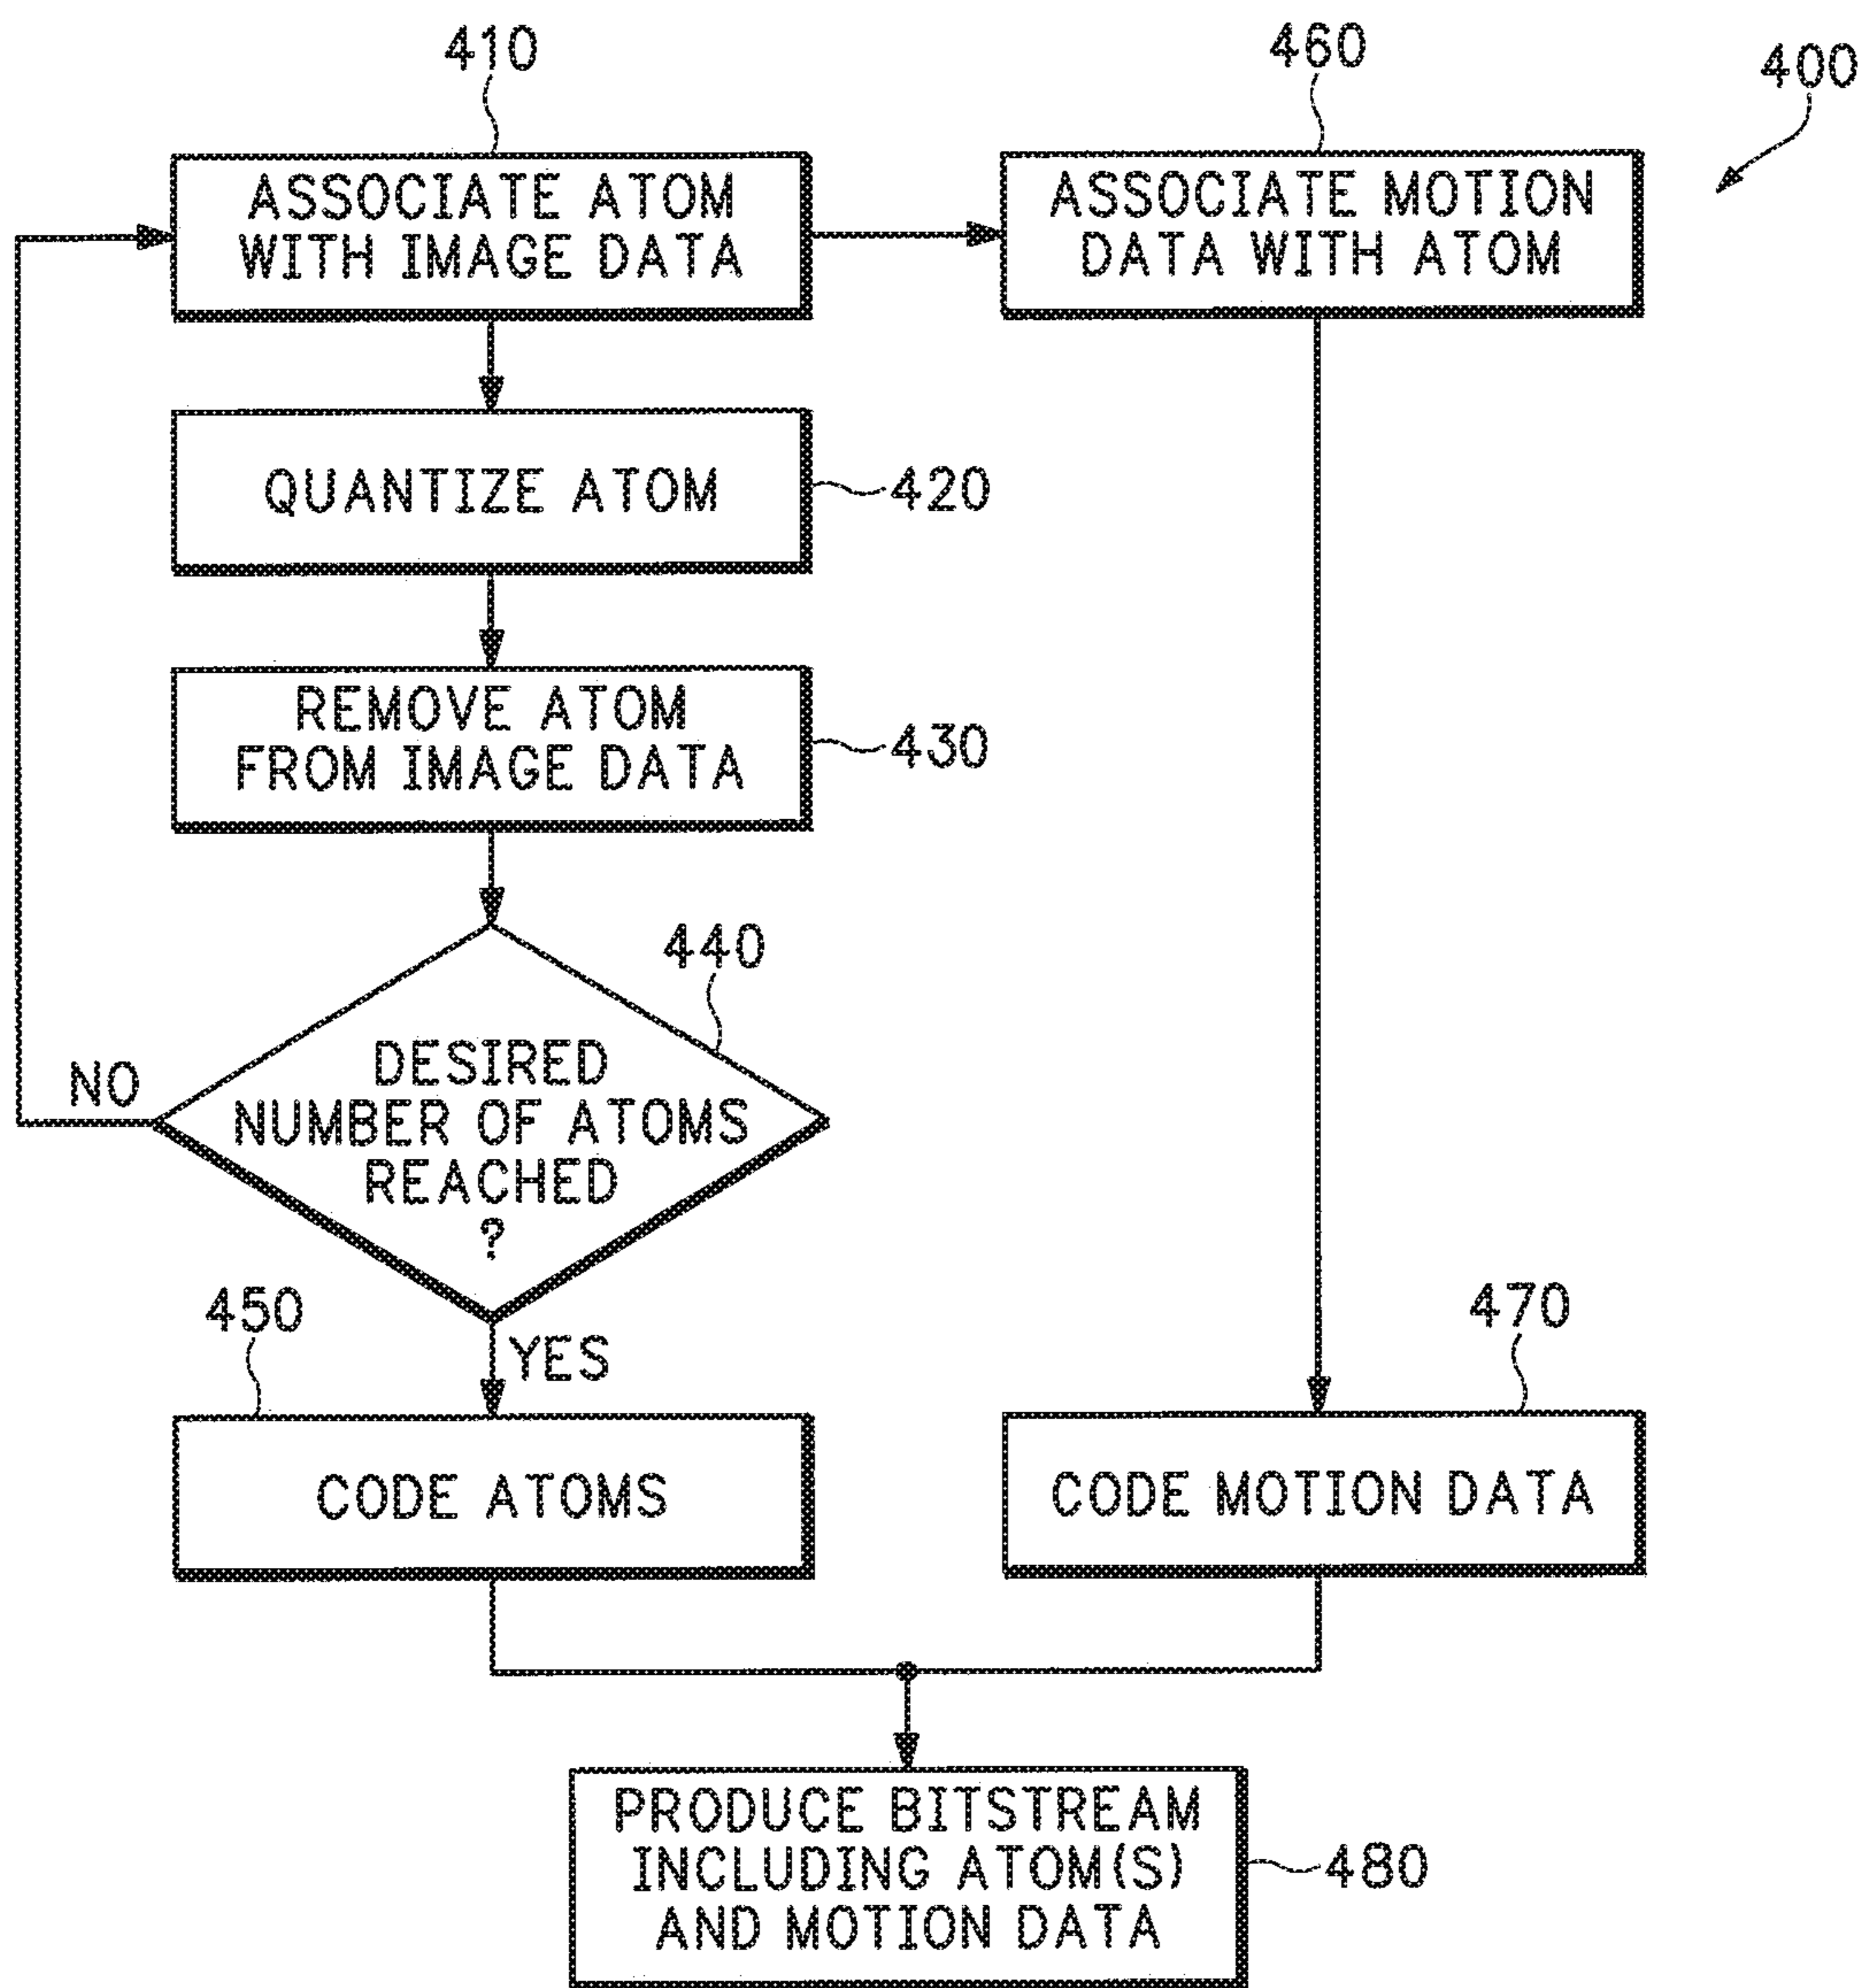 410
460
400
ASSOCIATE ATOM
WITH IMAGE DATA
ASSOCIATE MOTION
DATA WITH ATOM
QUANTIZE ATOM
420
REMOVE ATOM
FROM IMAGE DATA
430
440
NO
DESIRED
NUMBER OF ATOMS
REACHED
?
450
YES
470
CODE ATOMS
CODE MOTION DATA
PRODUCE BITSTREAM
INCLUDING ATOM(S)
AND MOTION DATA
480